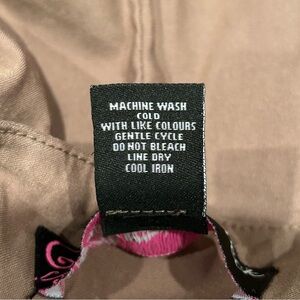 MACHINE WASH
COLD
WITH LIKE COLOURS
GENTLE CYCLE
DO NOT BLEACH
LINE DRY
COOL IRON